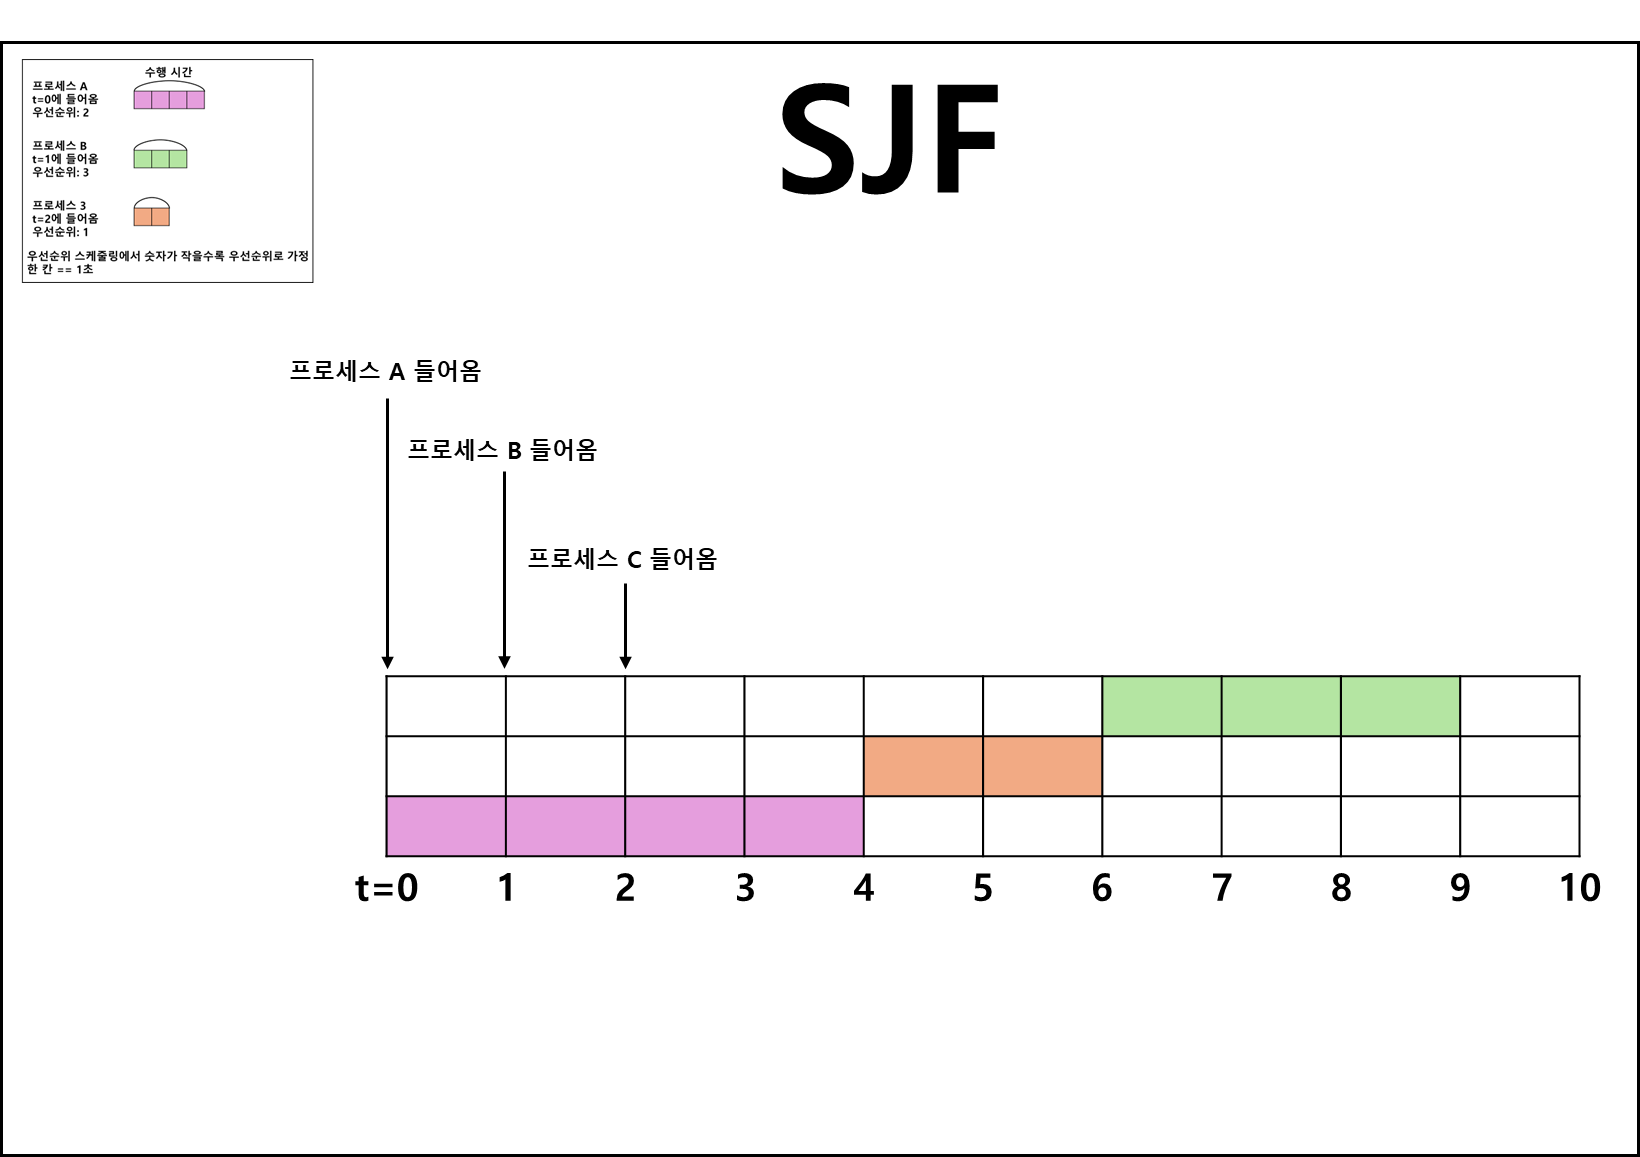 SJF
수행 시간
프로세스 A
t=0에 들어옴
우선순위: 2
프로세스 B
t=1에 들어옴
우선순위: 3
프로세스 3
t=2에 들어옴
우선순위: 1
우선순위 스케줄링에서 숫자가 작을수록 우선순위로 가정
한 칸 == 1초
프로세스 A 들어옴
프로세스 B 들어옴
프로세스 C 들어옴
t=0 1 2 3 4 5 6 7 8 9 10